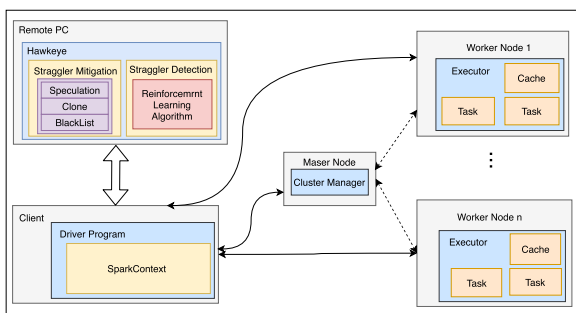 Remote PC
Hawkeye
Straggler Mitigation
Speculation
Clone
BlackList
Straggler Detection
Reinforcemrnt
Learning
Algorithm
Client
Driver Program
SparkContext
Maser Node
Cluster Manager
Worker Node 1
Executor
Cache
Task
Task
Worker Node n
Executor
Cache
Task
Task